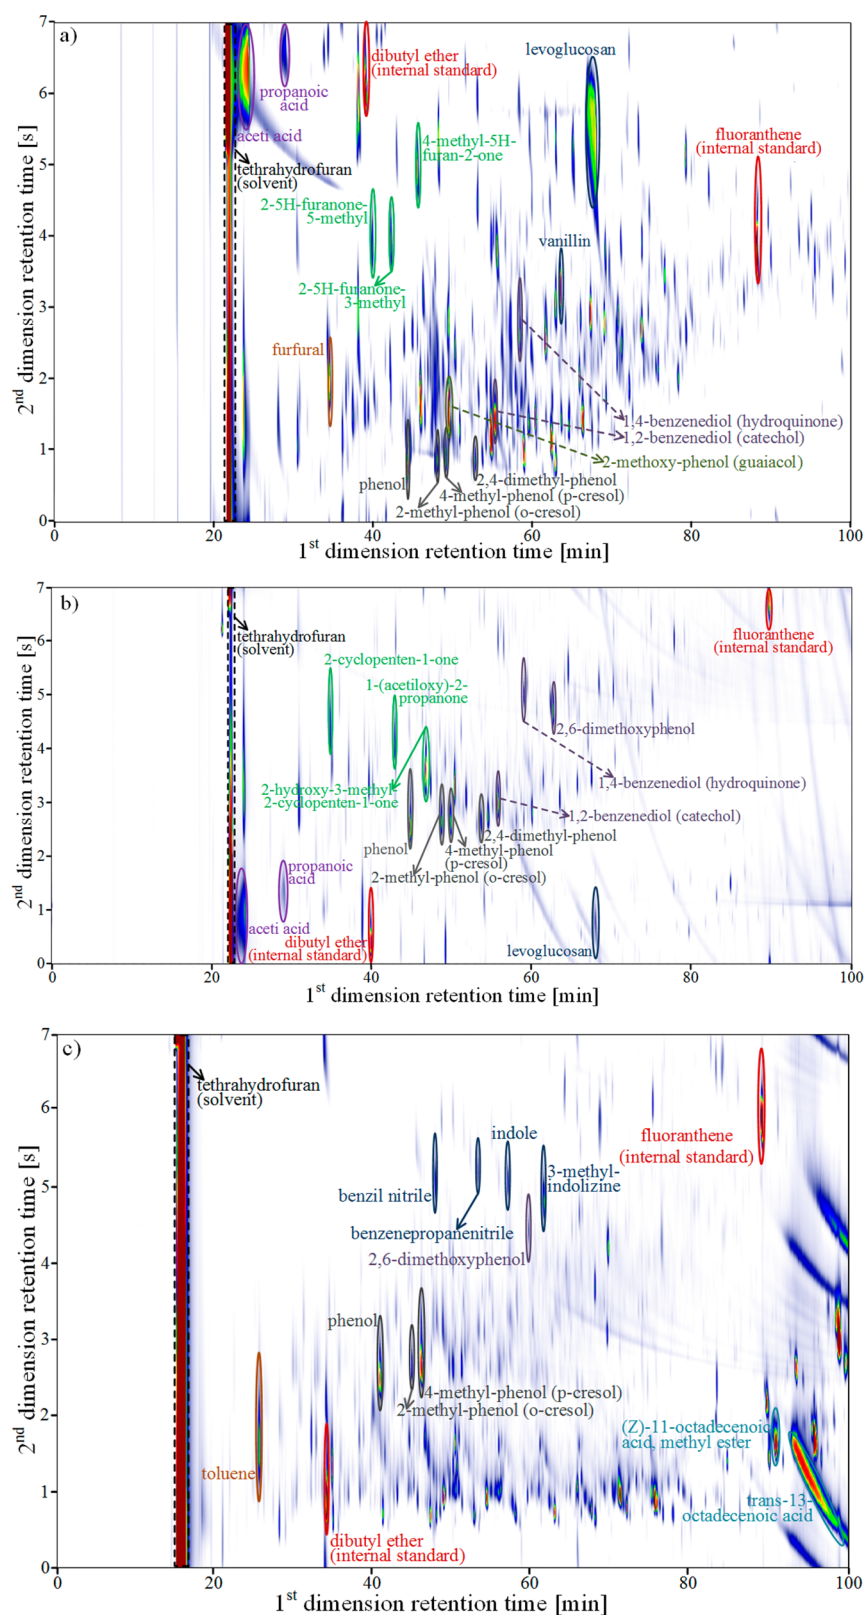 a)
7
6
5
4
3
2
1
0
2nd dimension retention time [s]
0
20
40
60
80
100
1st dimension retention time [min]
propanoic
acid
aceti acid
tethrahydrofuran
(solvent)
dibutyl ether
(internal standard)
levoglucosan
4-methyl-5H-
furan-2-one
fluoranthene
(internal standard)
2-5H-furanone-
5-methyl
vanillin
2-5H-furanone-
3-methyl
furfural
1,4-benzenediol (hydroquinone)
1,2-benzenediol (catechol)
2-methoxy-phenol (guaiacol)
phenol
2,4-dimethyl-phenol
4-methyl-phenol (p-cresol)
2-methyl-phenol (o-cresol)
b)
7
6
5
4
3
2
1
0
2nd dimension retention time [s]
0
20
40
60
80
100
1st dimension retention time [min]
tethrahydrofuran
(solvent)
fluoranthene
(internal standard)
2-cyclopenten-1-one
1-(acetiloxy)-2-
propanone
2,6-dimethoxyphenol
2-hydroxy-3-methyl-
2-cyclopenten-1-one
1,4-benzenediol (hydroquinone)
1,2-benzenediol (catechol)
2,4-dimethyl-phenol
phenol
4-methyl-phenol
(p-cresol)
2-methyl-phenol (o-cresol)
propanoic
acid
aceti acid
dibutyl ether
(internal standard)
levoglucosan
c)
7
6
5
4
3
2
1
0
2nd dimension retention time [s]
0
20
40
60
80
100
1st dimension retention time [min]
tethrahydrofuran
(solvent)
indole
fluoranthene
(internal standard)
3-methyl-
indolizine
benzil nitrile
benzenepropanenitrile
2,6-dimethoxyphenol
phenol
4-methyl-phenol (p-cresol)
2-methyl-phenol (o-cresol)
(Z)-11-octadecenoic
acid, methyl ester
toluene
trans-13-
octadecenoic acid
dibutyl ether
(internal standard)